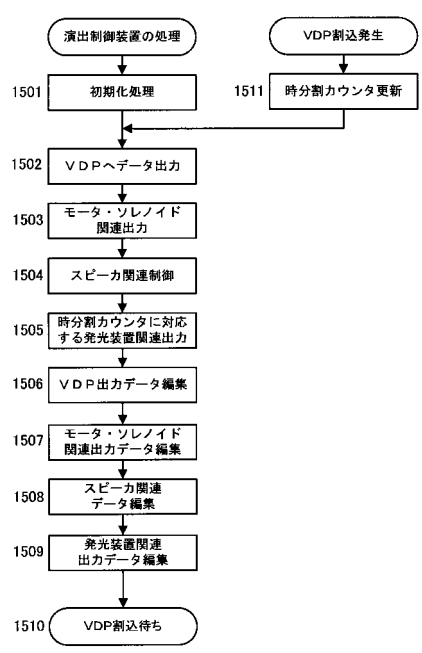 演出制御装置の処理
VDP割込発生
1501
初期化処理
1511
時分割カウンタ更新
1502
VDPへデータ出力
1503
モータ・ソレノイド
関連出力
1504
スピーカ関連制御
1505
時分割カウンタに対応
する発光装置関連出力
1506
VDP出力データ編集
1507
モータ・ソレノイド
関連出力データ編集
1508
スピーカ関連
データ編集
1509
発光装置関連
出力データ編集
1510
VDP割込待ち